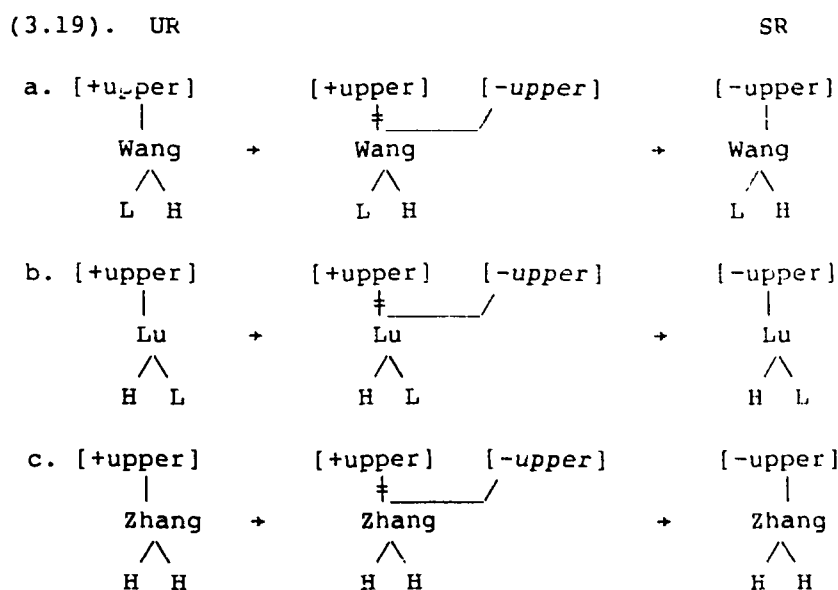 (3.19). UR SR
a. [+upper] [+upper] [-upper] [-upper]
Wang → Wang → Wang
L H L H L H
b. [+upper] [+upper] [-upper] [-upper]
Lu → Lu → Lu
H L H L H L
c. [+upper] [+upper] [-upper] [-upper]
Zhang → Zhang → Zhang
H H H H H H